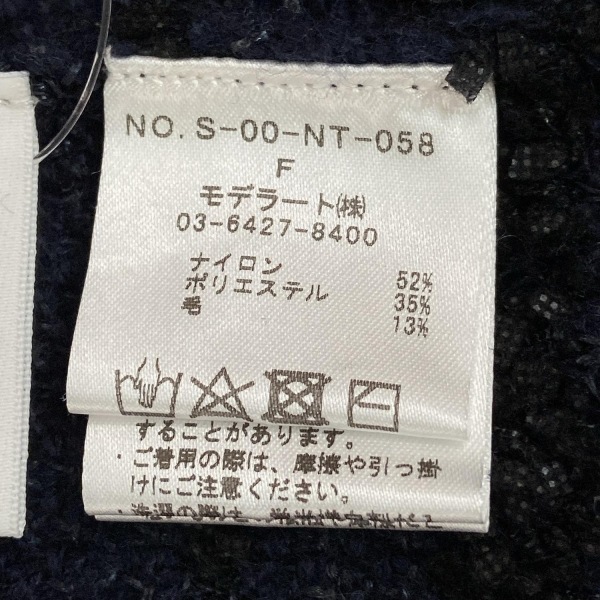 NO. S-00-NT-058
F
モデラート(株)
03-6427-8400
ナイロン 52%
ポリエステル 35%
毛 13%
することがあります。
・ご着用の際は、摩擦や引っ掛
けにご注意ください。